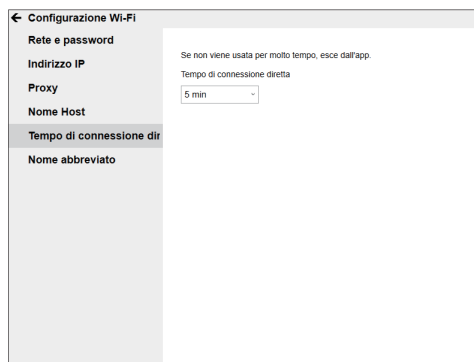 Configurazione Wi-Fi
Rete e password
Indirizzo IP
Proxy
Nome Host
Tempo di connessione dir
Nome abbreviato
Se non viene usata per molto tempo, esce dall'app.
Tempo di connessione diretta
5 min